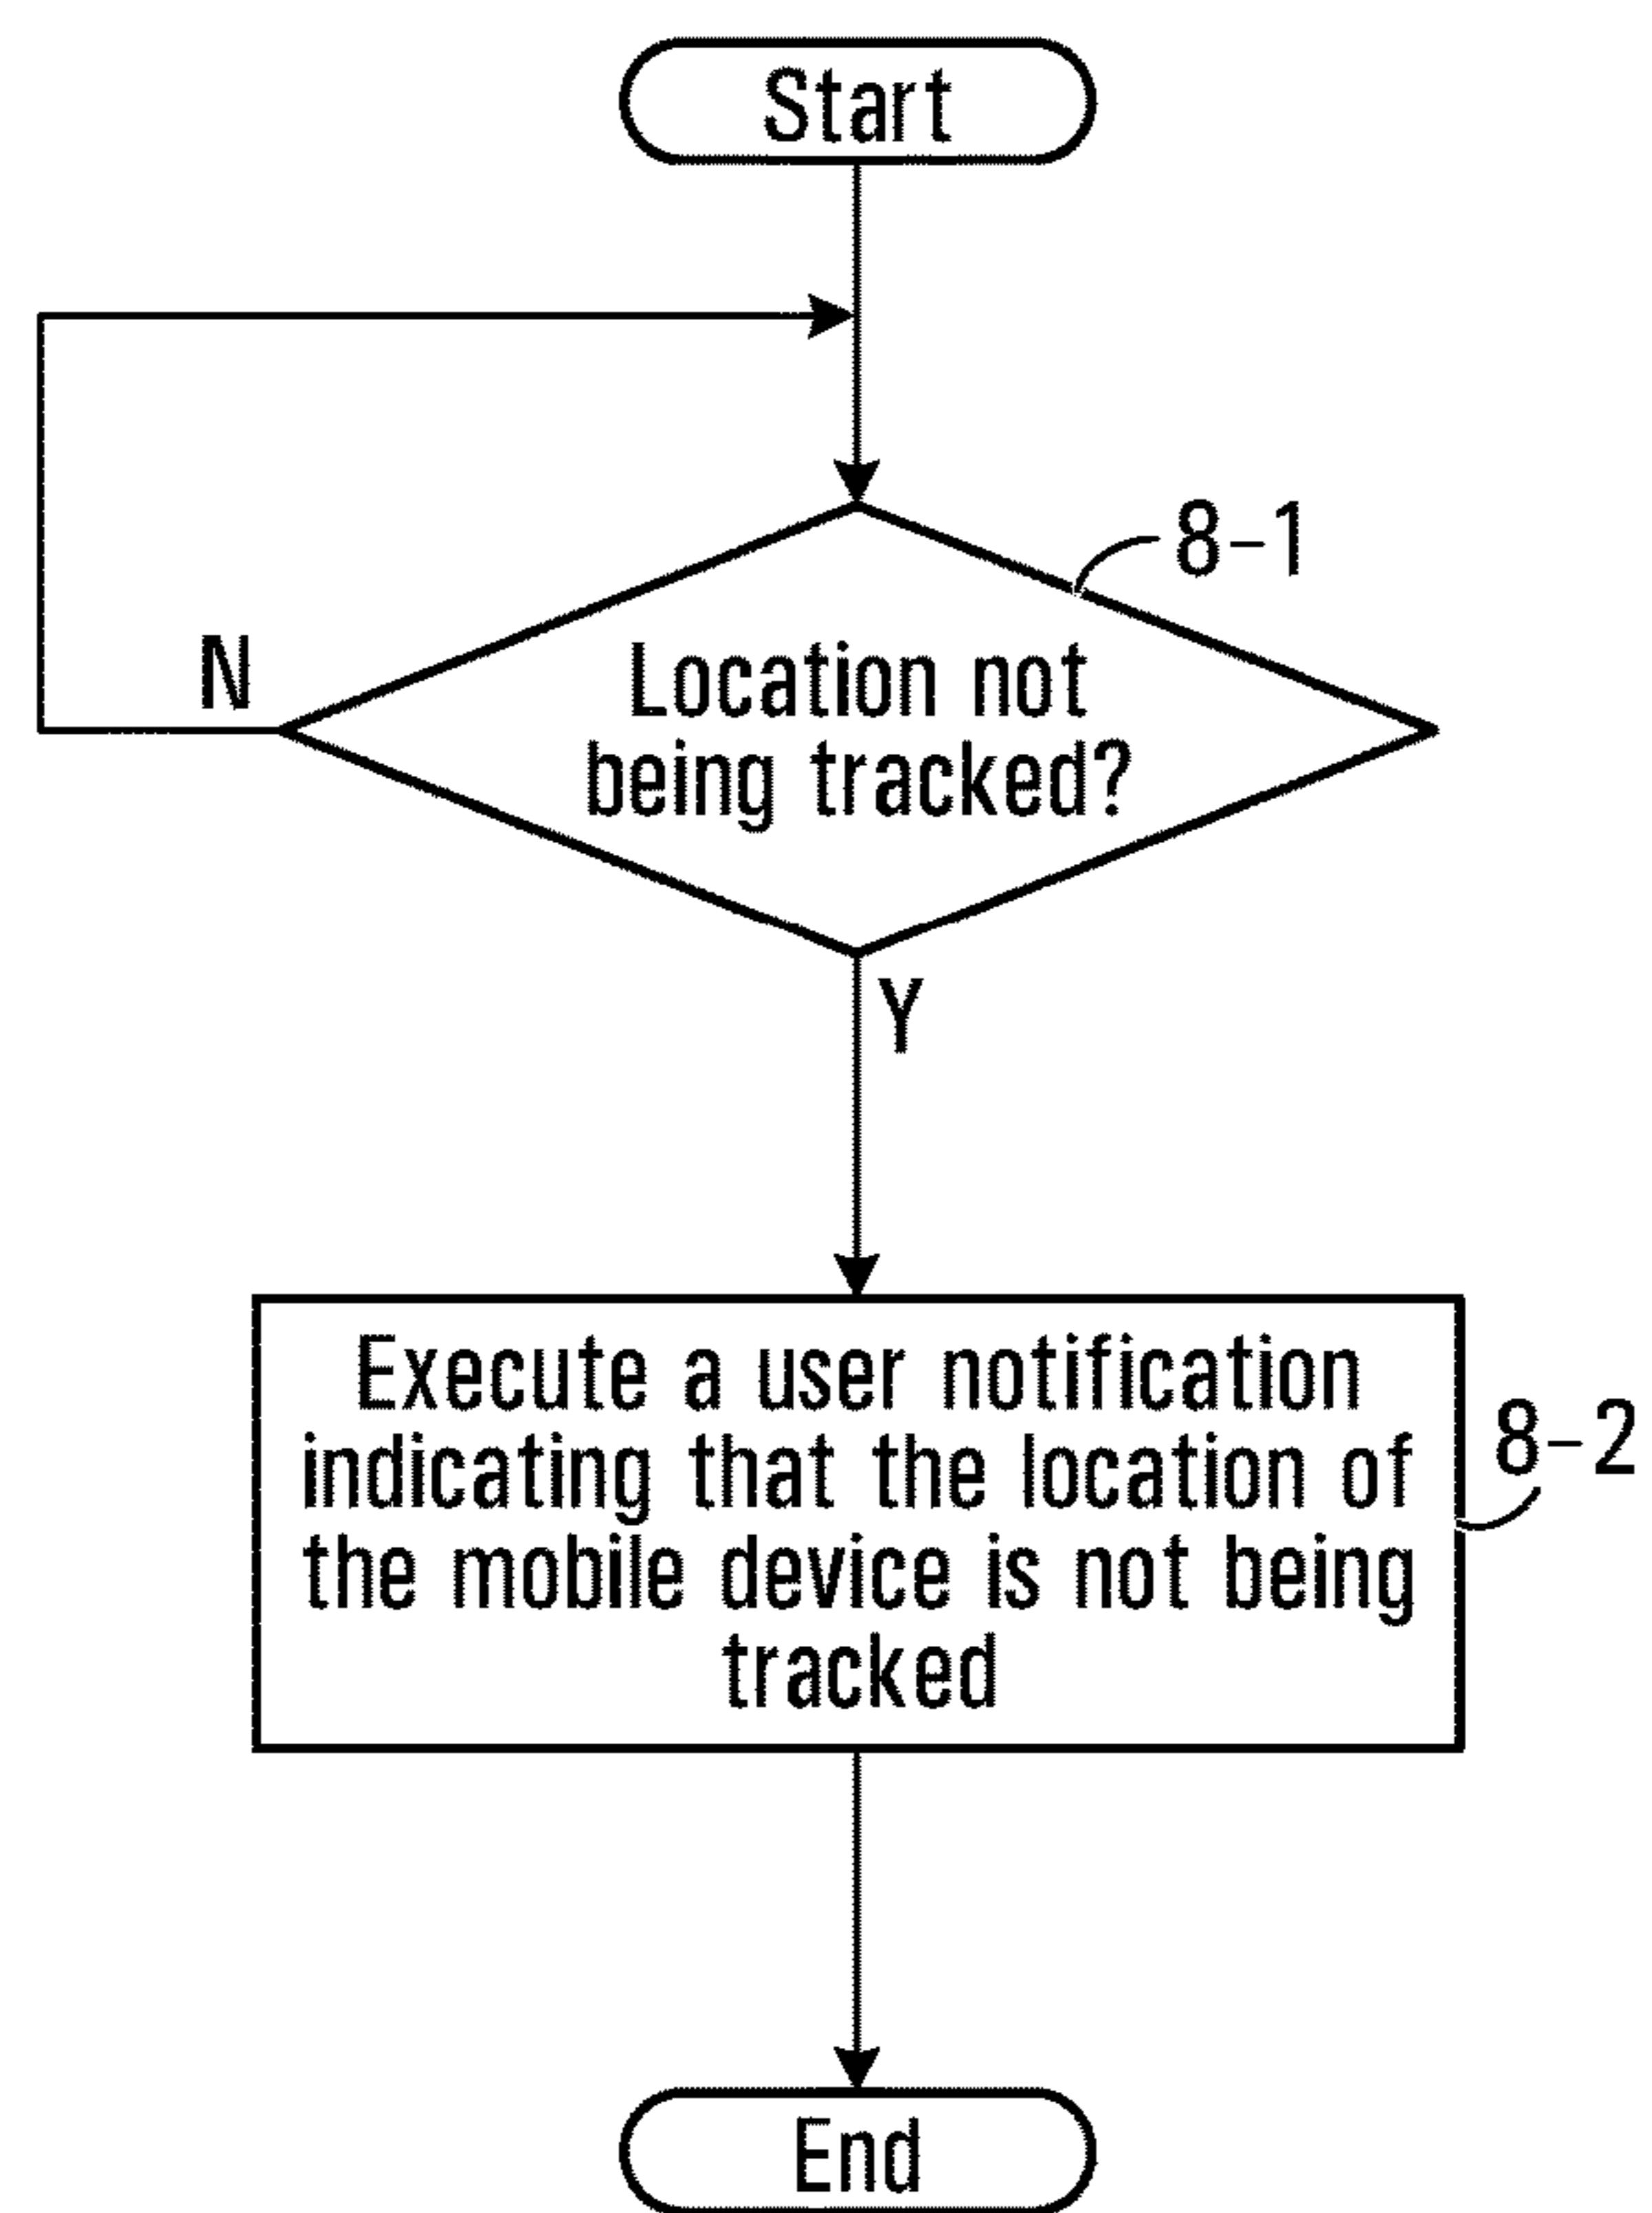 Start
8-1
N
Location not
being tracked?
Y
Execute a user notification
indicating that the location of
the mobile device is not being
tracked
8-2
End